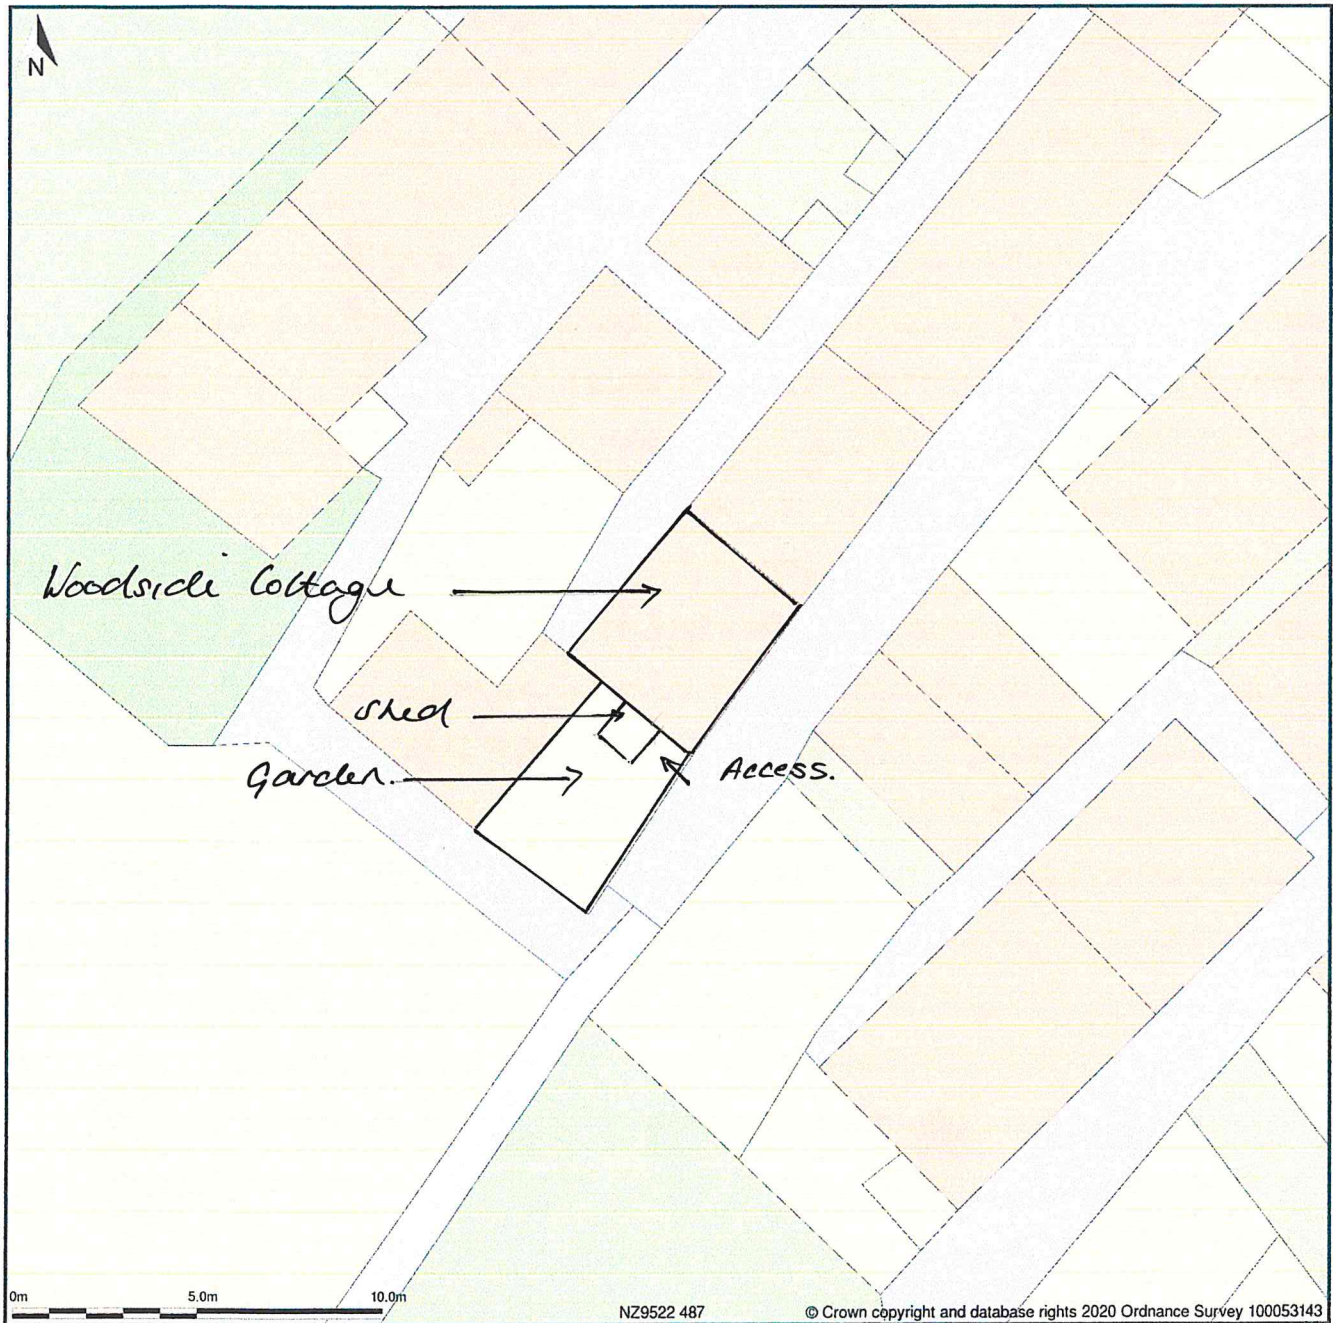 N
Woodside Cottage
Shed
Garden.
Access.
0m 5.0m 10.0m
NZ9522 487
© Crown copyright and database rights 2020 Ordnance Survey 100053143